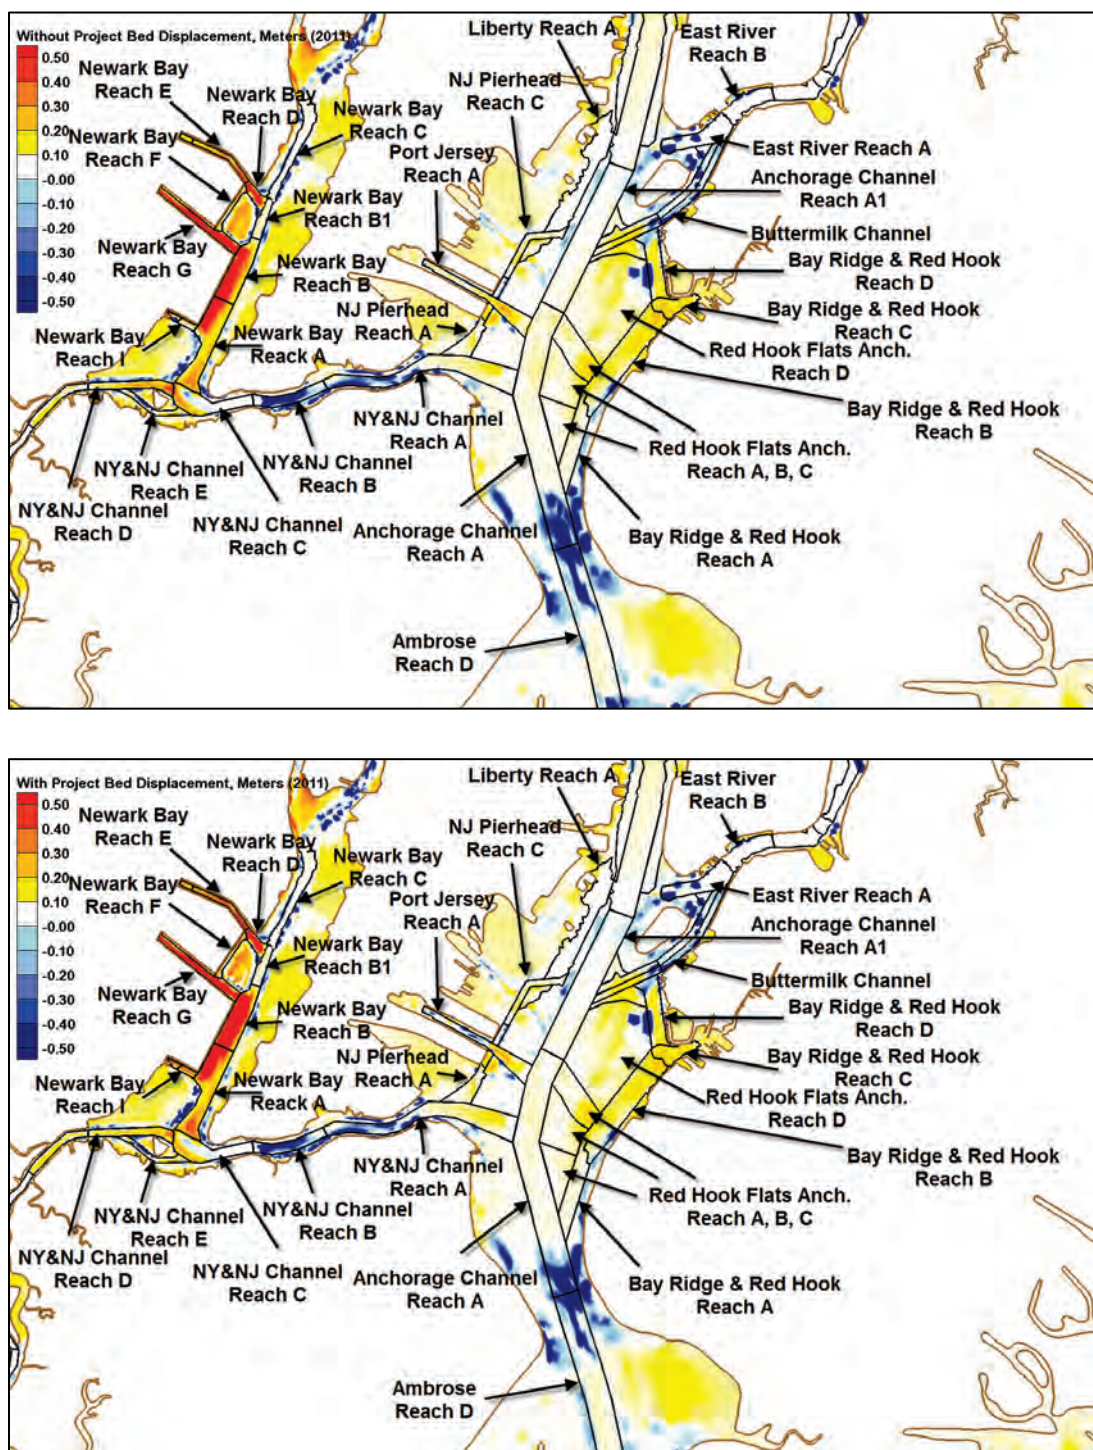 Without Project Bed Displacement, Meters (2011)
0.50
0.40
0.30
0.20
0.10
-0.00
-0.10
-0.20
-0.30
-0.40
-0.50
Newark Bay
Reach E
Newark Bay
Reach D
Newark Bay
Reach C
Newark Bay
Reach F
Newark Bay
Reach B1
Newark Bay
Reach G
Newark Bay
Reach B
Newark Bay
Reach I
Newark Bay
Reack A
Liberty Reach A
NJ Pierhead
Reach C
Port Jersey
Reach A
NJ Pierhead
Reach A
East River
Reach B
East River Reach A
Anchorage Channel
Reach A1
Buttermilk Channel
Bay Ridge & Red Hook
Reach D
Bay Ridge & Red Hook
Reach C
Red Hook Flats Anch.
Reach D
Bay Ridge & Red Hook
Reach B
Red Hook Flats Anch.
Reach A, B, C
NY&NJ Channel
Reach A
NY&NJ Channel
Reach B
NY&NJ Channel
Reach E
NY&NJ Channel
Reach D
NY&NJ Channel
Reach C
Anchorage Channel
Reach A
Bay Ridge & Red Hook
Reach A
Ambrose
Reach D
With Project Bed Displacement, Meters (2011)
0.50
0.40
0.30
0.20
0.10
-0.00
-0.10
-0.20
-0.30
-0.40
-0.50
Newark Bay
Reach E
Newark Bay
Reach D
Newark Bay
Reach C
Newark Bay
Reach F
Newark Bay
Reach B1
Newark Bay
Reach G
Newark Bay
Reach B
Newark Bay
Reach I
Newark Bay
Reack A
Liberty Reach A
NJ Pierhead
Reach C
Port Jersey
Reach A
NJ Pierhead
Reach A
East River
Reach B
East River Reach A
Anchorage Channel
Reach A1
Buttermilk Channel
Bay Ridge & Red Hook
Reach D
Bay Ridge & Red Hook
Reach C
Red Hook Flats Anch.
Reach D
Bay Ridge & Red Hook
Reach B
Red Hook Flats Anch.
Reach A, B, C
NY&NJ Channel
Reach A
NY&NJ Channel
Reach B
NY&NJ Channel
Reach E
NY&NJ Channel
Reach D
NY&NJ Channel
Reach C
Anchorage Channel
Reach A
Bay Ridge & Red Hook
Reach A
Ambrose
Reach D